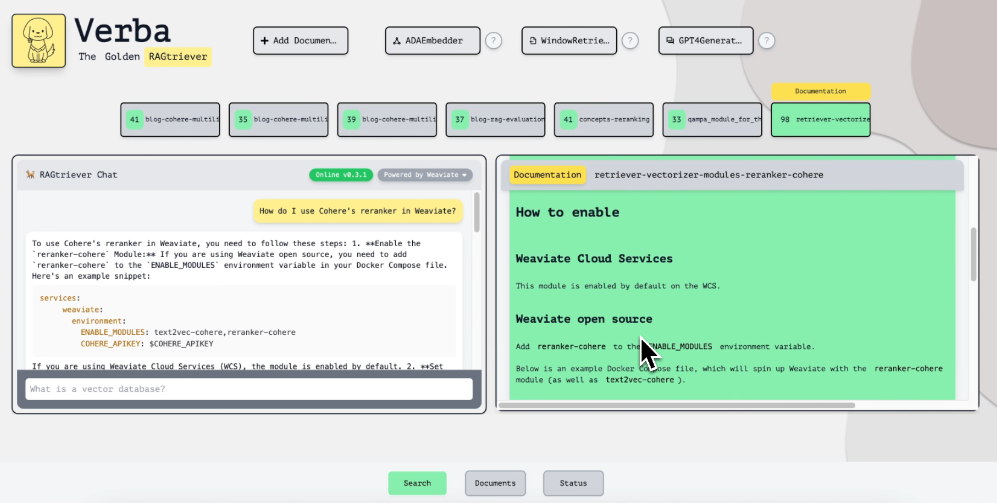 Verba
The Golden RAGtriever
+ Add Documen...
ADAEmbedder
?
WindowRetrie...
?
GPT4Generat...
?
Documentation
41 blog-cohere-multili
35 blog-cohere-multili
39 blog-cohere-multili
37 blog-rag-evaluation
41 concepts-reranking
33 qampa_module_for_th
98 retriever-vectorize
RAGtriever Chat
Online v0.3.1
Powered by Weaviate
How do I use Cohere's reranker in Weaviate?
To use Cohere's reranker in Weaviate, you need to follow these steps: 1. **Enable the
`reranker-cohere` Module:** If you are using Weaviate open source, you need to add
`reranker-cohere` to the `ENABLE_MODULES` environment variable in your Docker Compose file.
Here's an example snippet:
services:
weaviate:
environment:
ENABLE_MODULES: text2vec-cohere,reranker-cohere
COHERE_APIKEY: $COHERE_APIKEY
If you are using Weaviate Cloud Services (WCS), the module is enabled by default. 2. **Set
What is a vector database?
Documentation retriever-vectorizer-modules-reranker-cohere
How to enable
Weaviate Cloud Services
This module is enabled by default on the WCS.
Weaviate open source
Add reranker-cohere to the ENABLE_MODULES environment variable.
Below is an example Docker Compose file, which will spin up Weaviate with the reranker-cohere
module (as well as text2vec-cohere ).
Search
Documents
Status